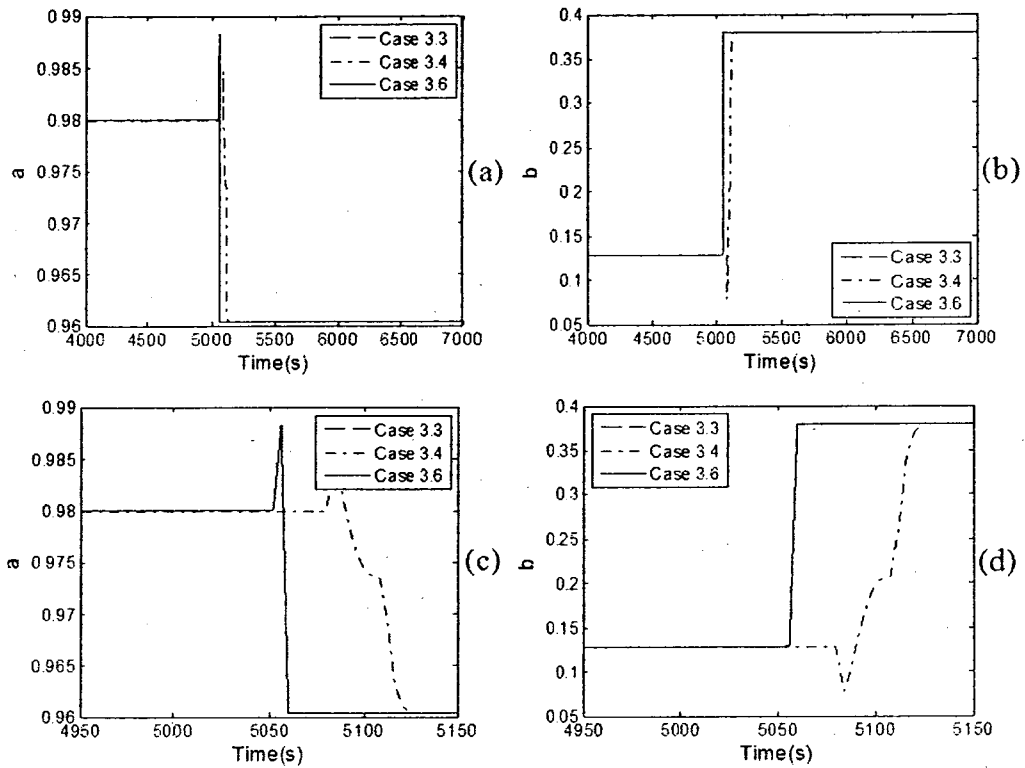 0.99
0.985
0.98
0.975
0.97
0.965
0.96
a
4000 4500 5000 5500 6000 6500 7000
Time(s)
Case 3.3
Case 3.4
Case 3.6
(a)
0.4
0.35
0.3
0.25
0.2
0.15
0.1
0.05
b
4000 4500 5000 5500 6000 6500 7000
Time(s)
Case 3.3
Case 3.4
Case 3.6
(b)
0.99
0.985
0.98
0.975
0.97
0.965
0.96
a
4950 5000 5050 5100 5150
Time(s)
Case 3.3
Case 3.4
Case 3.6
(c)
0.4
0.35
0.3
0.25
0.2
0.15
0.1
0.05
b
4950 5000 5050 5100 5150
Time(s)
Case 3.3
Case 3.4
Case 3.6
(d)